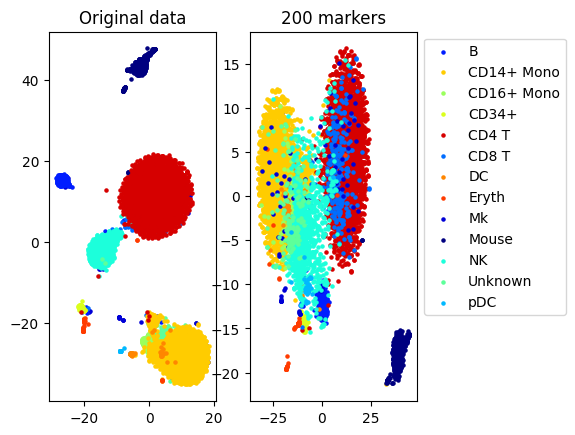 Original data
200 markers
40
20
0
−20
−20
0
20
15
10
5
0
−5
−10
−15
−20
−25
0
25
B
CD14+ Mono
CD16+ Mono
CD34+
CD4 T
CD8 T
DC
Eryth
Mk
Mouse
NK
Unknown
pDC